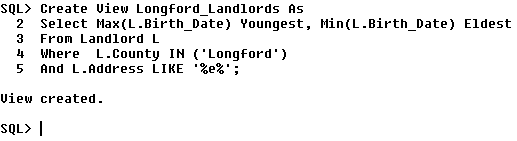 SQL> Create View Longford_Landlords As
2 Select Max(L.Birth_Date) Youngest, Min(L.Birth_Date) Eldest
3 From Landlord L
4 Where  L.County IN ('Longford')
5 And L.Address LIKE '%e%';
View created.
SQL>